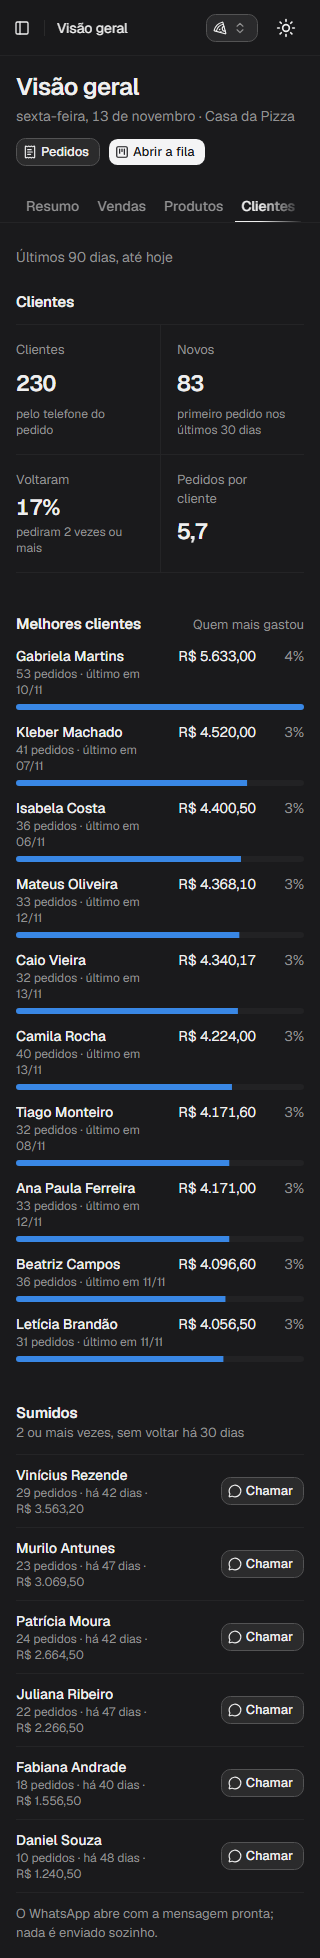 Visão geral
Visão geral
sexta-feira, 13 de novembro · Casa da Pizza
Pedidos
Abrir a fila
Resumo
Vendas
Produtos
Clientes
Últimos 90 dias, até hoje
Clientes
Clientes
230
pelo telefone do
pedido
Novos
83
primeiro pedido nos
últimos 30 dias
Voltaram
17%
pediram 2 vezes ou
mais
Pedidos por
cliente
5,7
Melhores clientes
Quem mais gastou
Gabriela Martins R$ 5.633,00 4%
53 pedidos · último em
10/11
Kleber Machado R$ 4.520,00 3%
41 pedidos · último em
07/11
Isabela Costa R$ 4.400,50 3%
36 pedidos · último em
06/11
Mateus Oliveira R$ 4.368,10 3%
33 pedidos · último em
12/11
Caio Vieira R$ 4.340,17 3%
32 pedidos · último em
13/11
Camila Rocha R$ 4.224,00 3%
40 pedidos · último em
13/11
Tiago Monteiro R$ 4.171,60 3%
32 pedidos · último em
08/11
Ana Paula Ferreira R$ 4.171,00 3%
33 pedidos · último em
12/11
Beatriz Campos R$ 4.096,60 3%
36 pedidos · último em 11/11
Letícia Brandão R$ 4.056,50 3%
31 pedidos · último em 11/11
Sumidos
2 ou mais vezes, sem voltar há 30 dias
Vinícius Rezende
29 pedidos · há 42 dias ·
R$ 3.563,20
Chamar
Murilo Antunes
23 pedidos · há 47 dias ·
R$ 3.069,50
Chamar
Patrícia Moura
24 pedidos · há 42 dias ·
R$ 2.664,50
Chamar
Juliana Ribeiro
22 pedidos · há 47 dias ·
R$ 2.266,50
Chamar
Fabiana Andrade
18 pedidos · há 40 dias ·
R$ 1.556,50
Chamar
Daniel Souza
10 pedidos · há 48 dias ·
R$ 1.240,50
Chamar
O WhatsApp abre com a mensagem pronta;
nada é enviado sozinho.